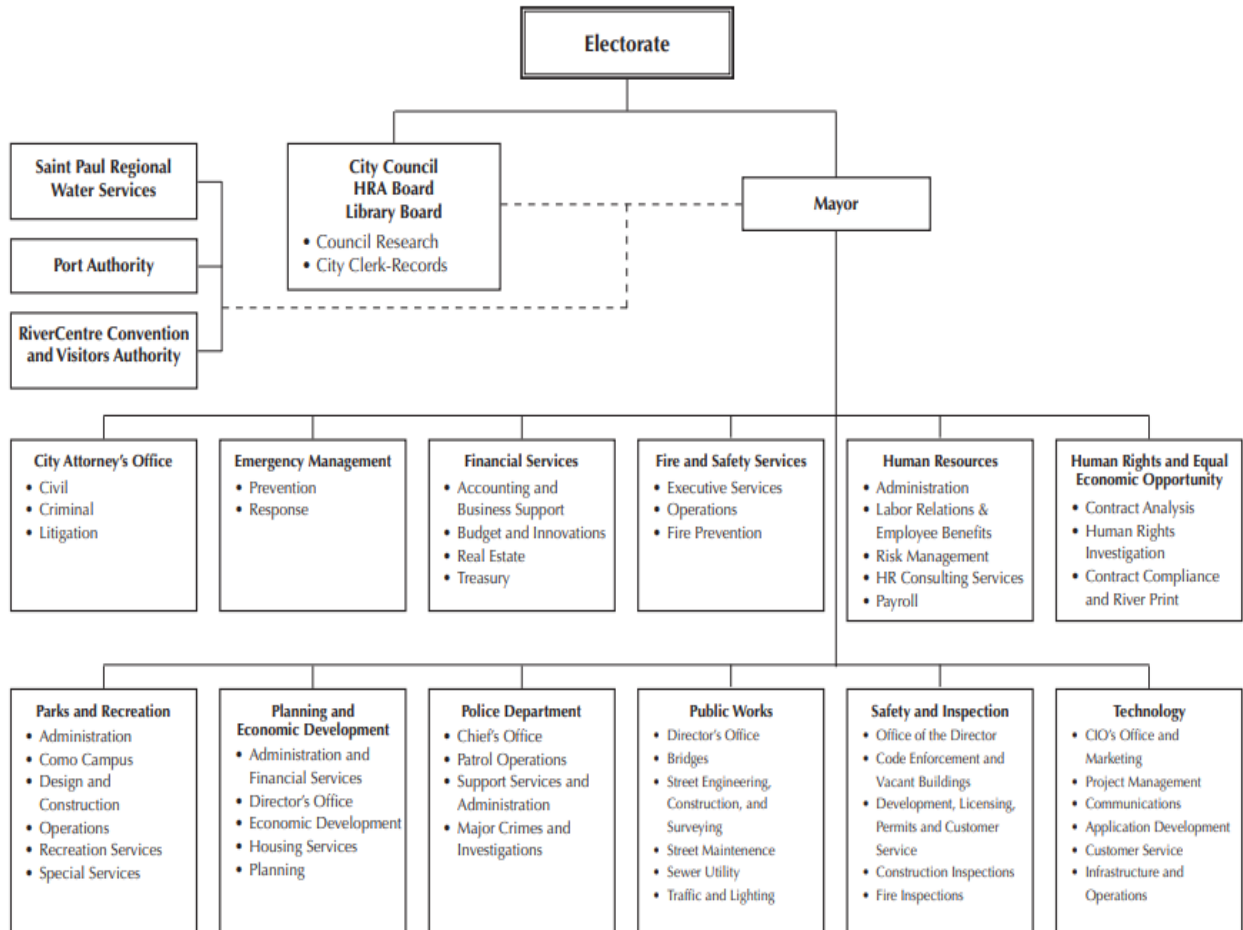 Electorate
Saint Paul Regional
Water Services
Port Authority
RiverCentre Convention
and Visitors Authority
City Council
HRA Board
Library Board
• Council Research
• City Clerk-Records
Mayor
City Attorney's Office
• Civil
• Criminal
• Litigation
Emergency Management
• Prevention
• Response
Financial Services
• Accounting and
Business Support
• Budget and Innovations
• Real Estate
• Treasury
Fire and Safety Services
• Executive Services
• Operations
• Fire Prevention
Human Resources
• Administration
• Labor Relations &
Employee Benefits
• Risk Management
• HR Consulting Services
• Payroll
Human Rights and Equal
Economic Opportunity
• Contract Analysis
• Human Rights
Investigation
• Contract Compliance
and River Print
Parks and Recreation
• Administration
• Como Campus
• Design and
Construction
• Operations
• Recreation Services
• Special Services
Planning and
Economic Development
• Administration and
Financial Services
• Director's Office
• Economic Development
• Housing Services
• Planning
Police Department
• Chief's Office
• Patrol Operations
• Support Services and
Administration
• Major Crimes and
Investigations
Public Works
• Director's Office
• Bridges
• Street Engineering,
Construction, and
Surveying
• Street Maintenence
• Sewer Utility
• Traffic and Lighting
Safety and Inspection
• Office of the Director
• Code Enforcement and
Vacant Buildings
• Development, Licensing,
Permits and Customer
Service
• Construction Inspections
• Fire Inspections
Technology
• CIO's Office and
Marketing
• Project Management
• Communications
• Application Development
• Customer Service
• Infrastructure and
Operations